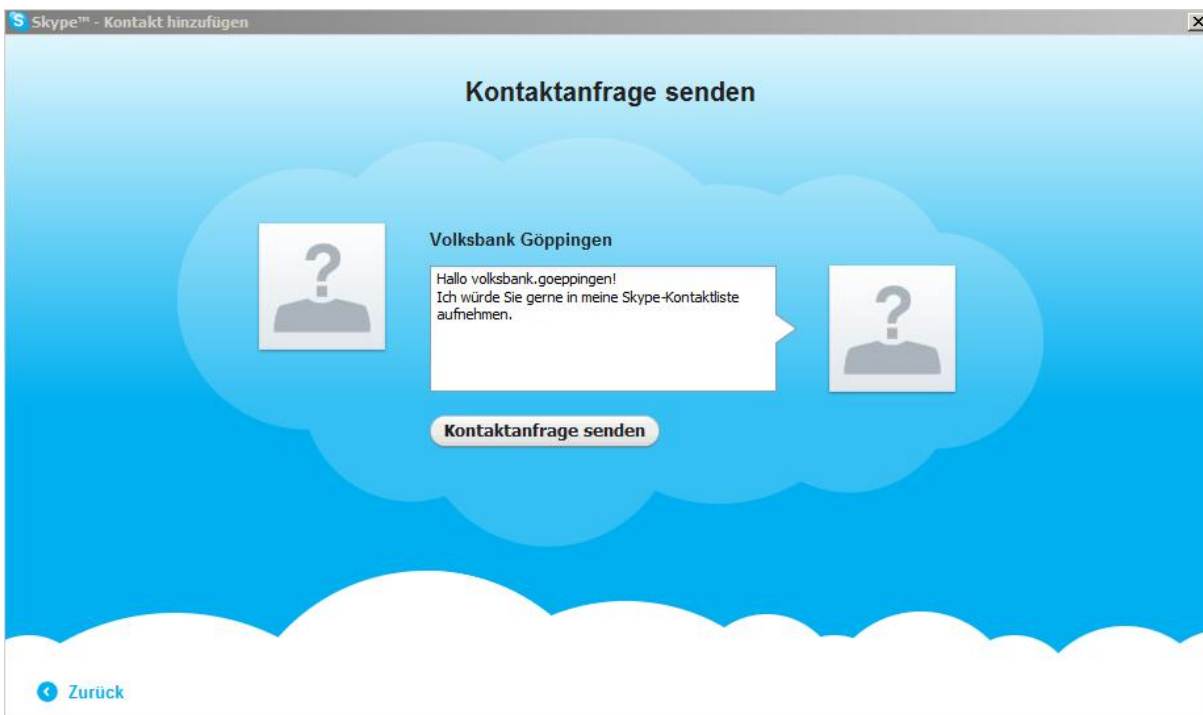 Skype™ - Kontakt hinzufügen
Kontaktanfrage senden
Volksbank Göppingen
Hallo volksbank.goeppingen!
Ich würde Sie gerne in meine Skype-Kontaktliste
aufnehmen.
Kontaktanfrage senden
Zurück